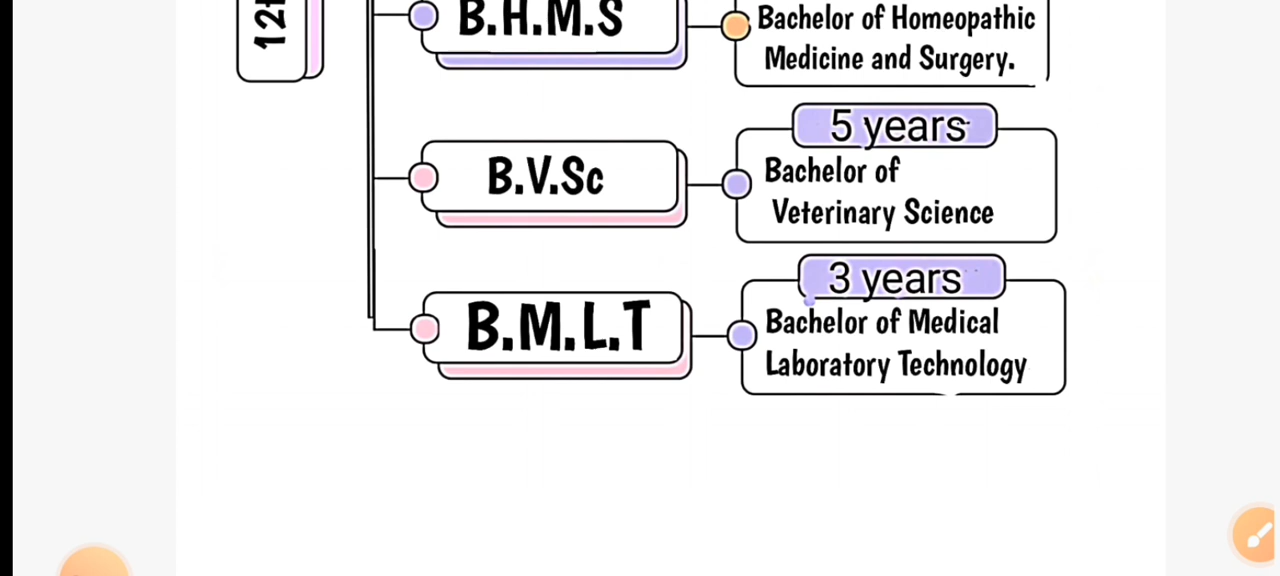 B.H.M.S
Bachelor of Homeopathic
Medicine and Surgery.
5 years
B.V.Sc
Bachelor of
Veterinary Science
3 years
B.M.L.T
Bachelor of Medical
Laboratory Technology